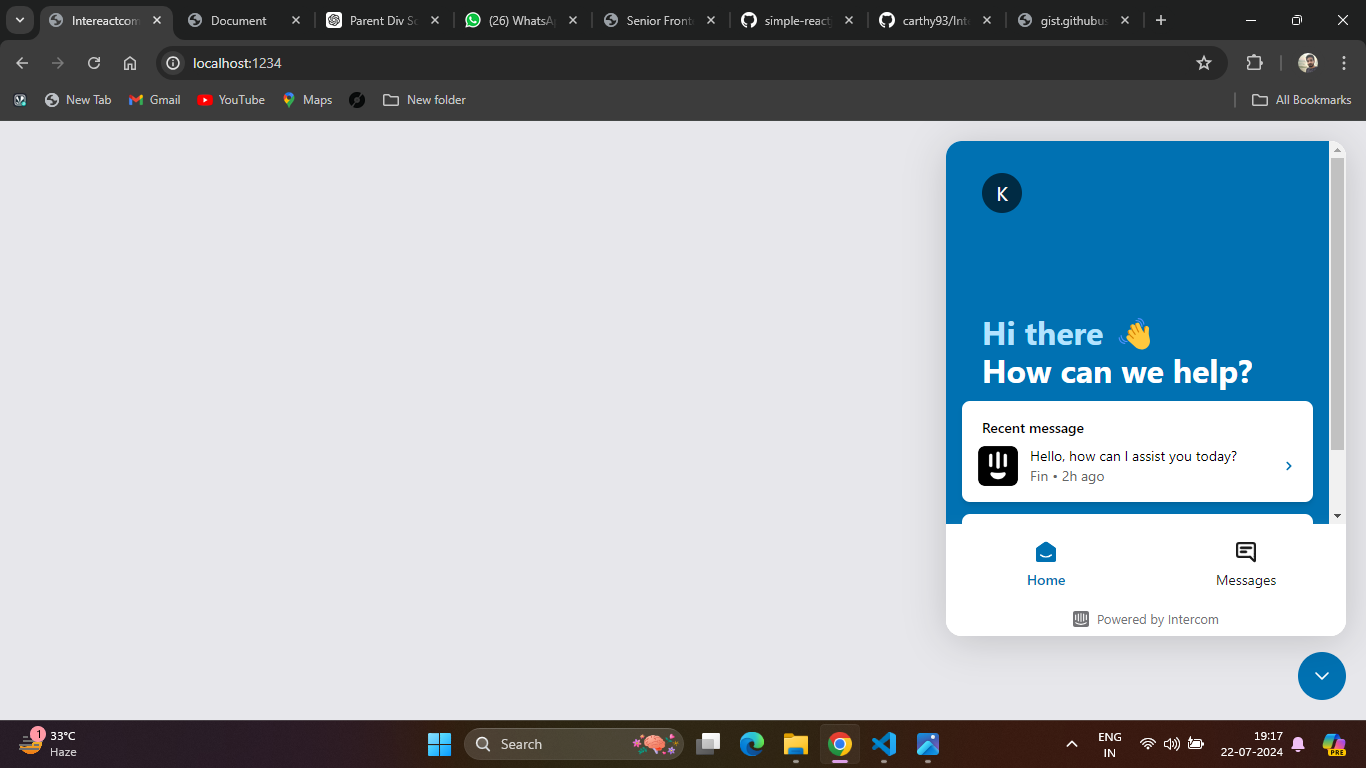 Intereactcom
Document
Parent Div Sc
(26) WhatsAp
Senior Fronte
simple-reactj
carthy93/Inte
gist.githubus
localhost:1234
New Tab
Gmail
YouTube
Maps
New folder
All Bookmarks
K
Hi there 👋
How can we help?
Recent message
Hello, how can I assist you today?
Fin • 2h ago
Home
Messages
Powered by Intercom
1
33°C
Haze
Search
ENG
IN
19:17
22-07-2024
PRE